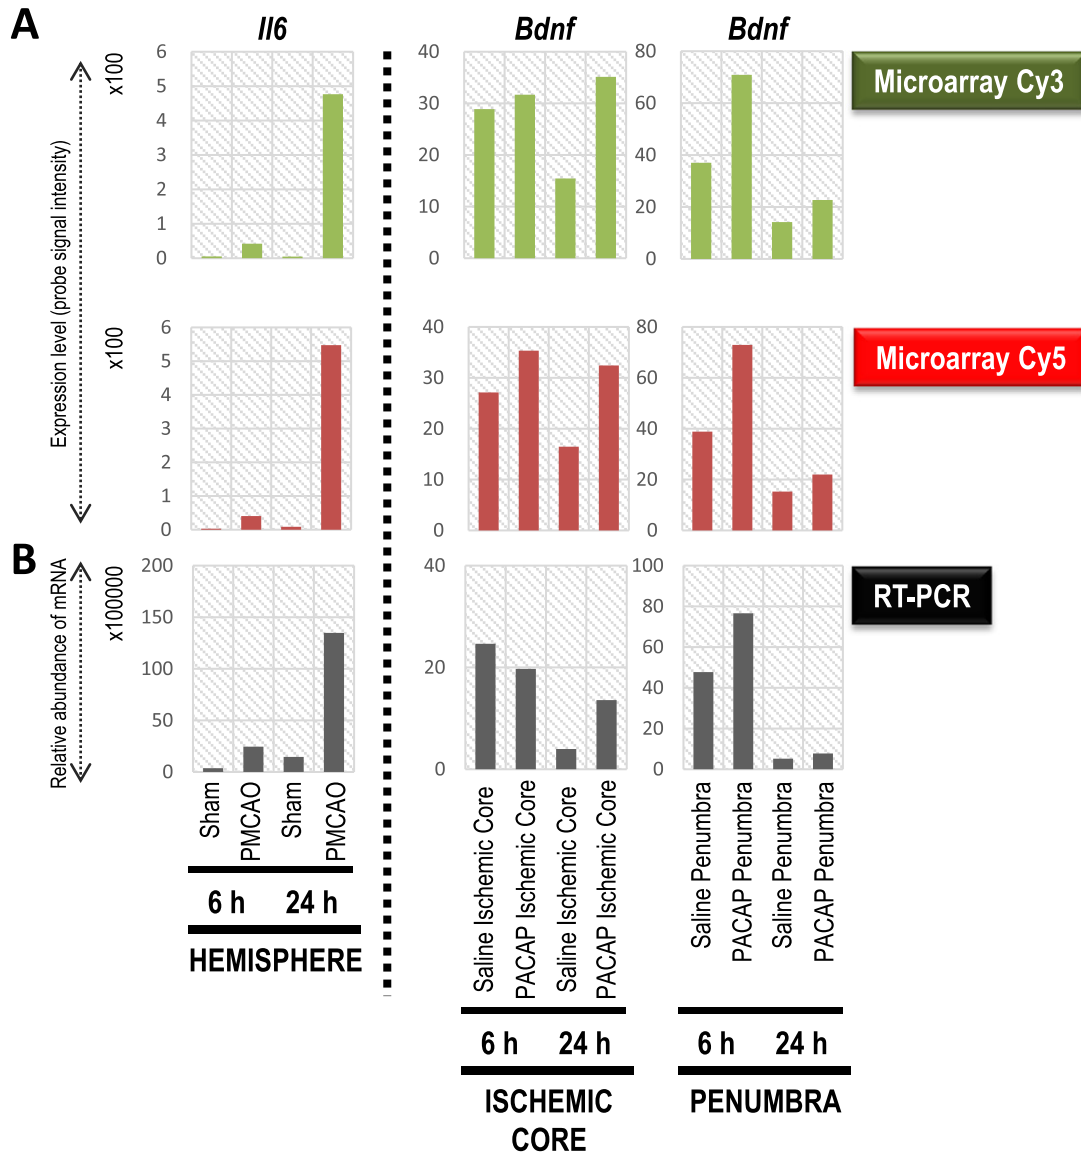 A
Il6
Bdnf
Bdnf
Microarray Cy3
Expression level (probe signal intensity)
x100
6
5
4
3
2
1
0
40
30
20
10
0
80
60
40
20
0
Microarray Cy5
x100
6
5
4
3
2
1
0
40
30
20
10
0
80
60
40
20
0
B
RT-PCR
Relative abundance of mRNA
x100000
200
150
100
50
0
40
20
0
100
80
60
40
20
0
Sham
PMCAO
Sham
PMCAO
6 h
24 h
HEMISPHERE
Saline Ischemic Core
PACAP Ischemic Core
Saline Ischemic Core
PACAP Ischemic Core
6 h
24 h
ISCHEMIC
CORE
Saline Penumbra
PACAP Penumbra
Saline Penumbra
PACAP Penumbra
6 h
24 h
PENUMBRA